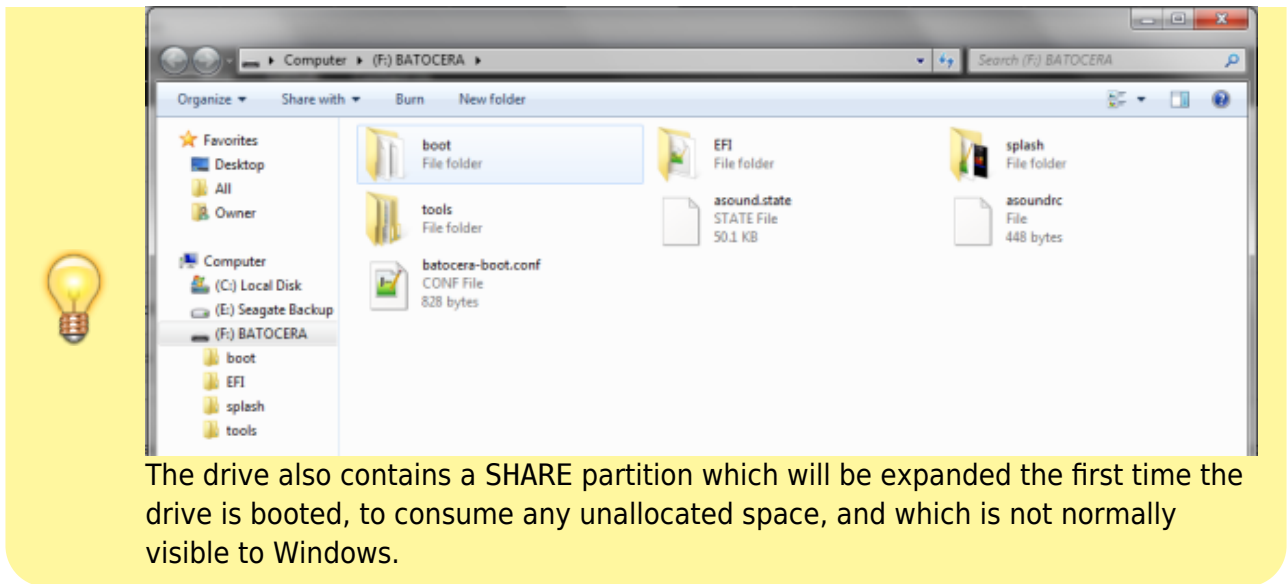 Computer (F:) BATOCERA
Search (F:) BATOCERA
Organize Share with Burn New folder
Favorites
Desktop
All
Owner
Computer
(C:) Local Disk
(E:) Seagate Backup
(F:) BATOCERA
boot
EFI
splash
tools
boot
File folder
EFI
File folder
splash
File folder
tools
File folder
asound.state
STATE File
50.1 KB
asoundrc
File
448 bytes
batocera-boot.conf
CONF File
828 bytes
The drive also contains a SHARE partition which will be expanded the first time the
drive is booted, to consume any unallocated space, and which is not normally
visible to Windows.